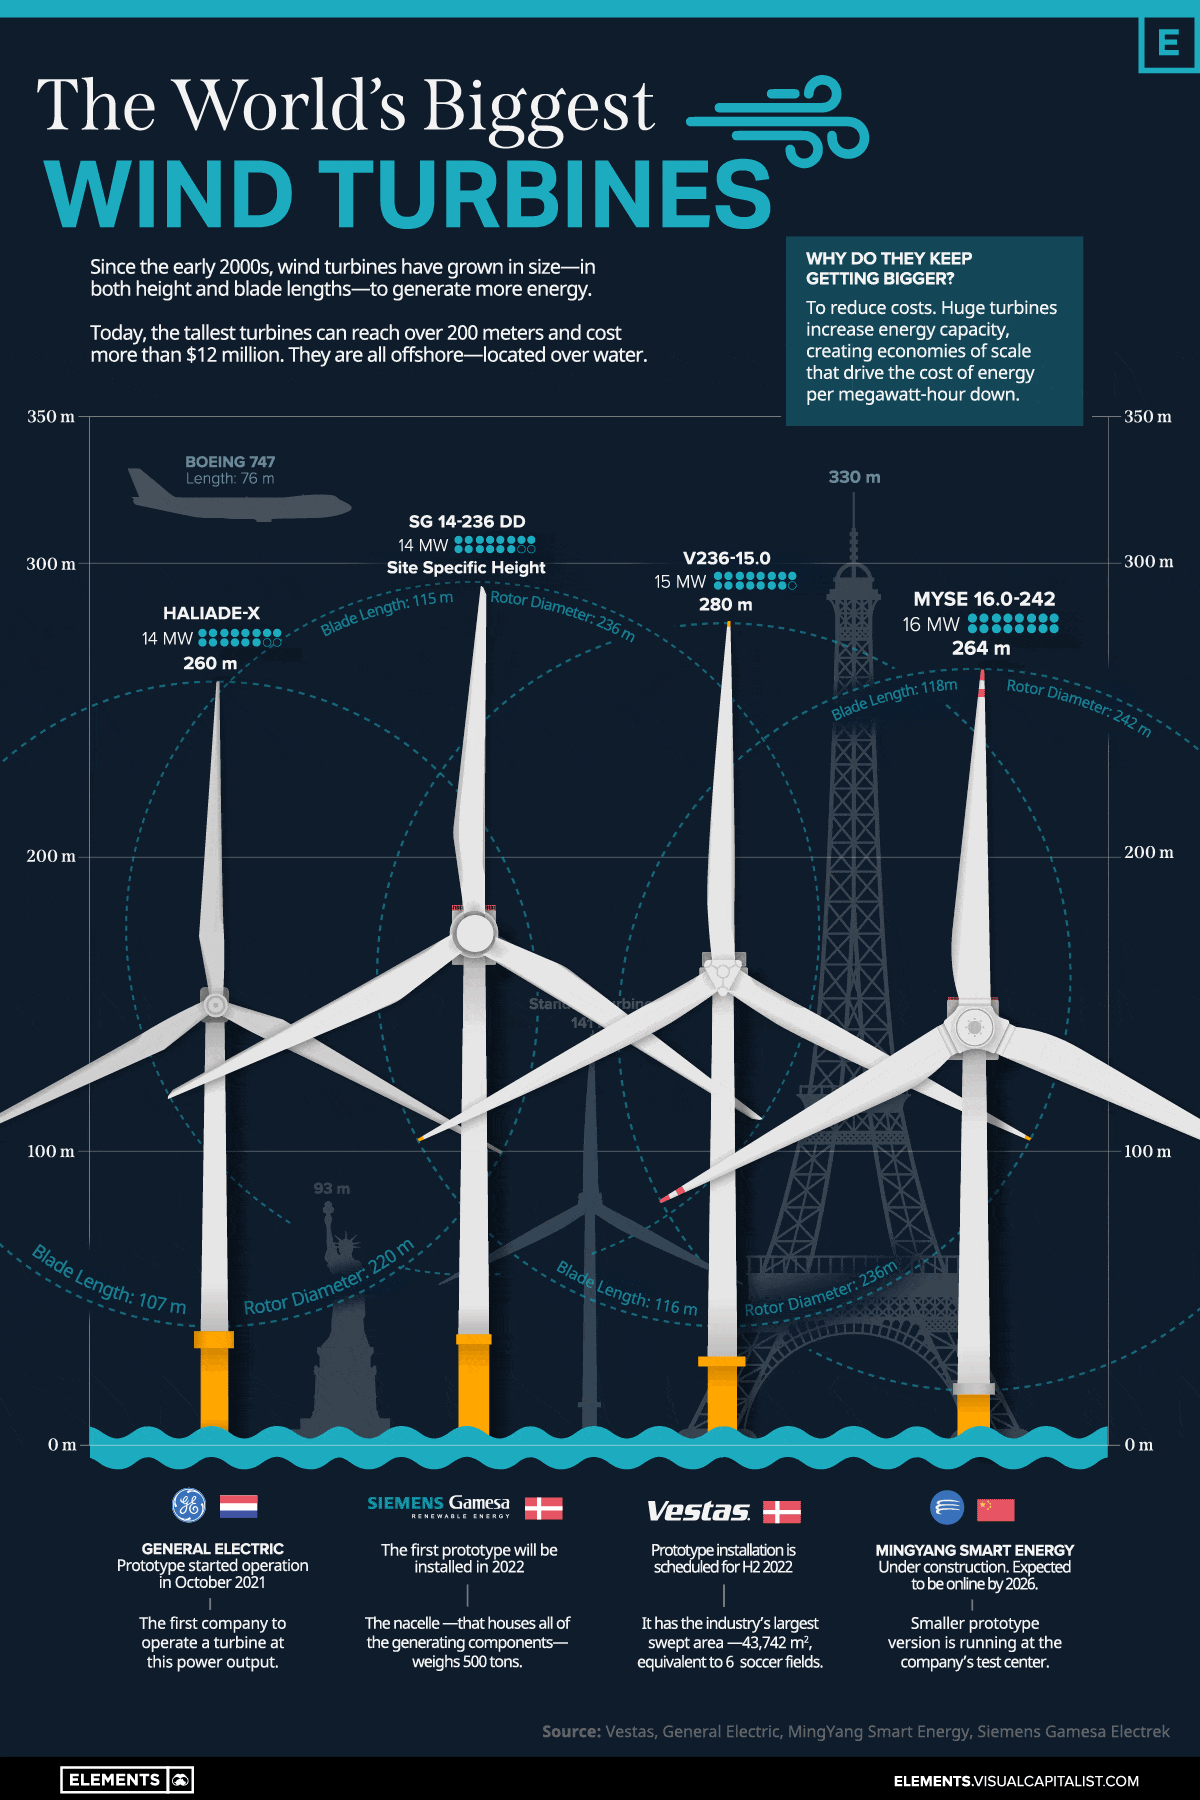 E
The World's Biggest
WIND TURBINES
Since the early 2000s, wind turbines have grown in size—in
both height and blade lengths—to generate more energy.
Today, the tallest turbines can reach over 200 meters and cost
more than $12 million. They are all offshore—located over water.
WHY DO THEY KEEP
GETTING BIGGER?
To reduce costs. Huge turbines
increase energy capacity,
creating economies of scale
that drive the cost of energy
per megawatt-hour down.
350 m
350 m
BOEING 747
Length: 76 m
330 m
SG 14-236 DD
14 MW
Site Specific Height
300 m
300 m
V236-15.0
15 MW
280 m
Blade Length: 115 m
Rotor Diameter: 236 m
HALIADE-X
14 MW
260 m
MYSE 16.0-242
16 MW
264 m
Blade Length: 118m
Rotor Diameter: 242 m
200 m
200 m
100 m
100 m
93 m
Blade Length: 107 m
Rotor Diameter: 220 m
Blade Length: 116 m
Rotor Diameter: 236m
0 m
0 m
GE
SIEMENS Gamesa
RENEWABLE ENERGY
Vestas.
GENERAL ELECTRIC
Prototype started operation
in October 2021
The first company to
operate a turbine at
this power output.
The first prototype will be
installed in 2022
The nacelle —that houses all of
the generating components—
weighs 500 tons.
Prototype installation is
scheduled for H2 2022
It has the industry's largest
swept area —43,742 m²,
equivalent to 6 soccer fields.
MINGYANG SMART ENERGY
Under construction. Expected
to be online by 2026.
Smaller prototype
version is running at the
company's test center.
Source: Vestas, General Electric, MingYang Smart Energy, Siemens Gamesa Electrek
ELEMENTS
ELEMENTS.VISUALCAPITALIST.COM